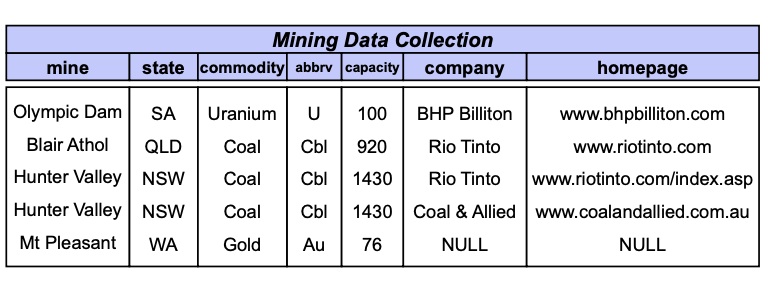 Mining Data Collection
mine state commodity abbrv capacity company homepage
Olympic Dam SA Uranium U 100 BHP Billiton www.bhpbilliton.com
Blair Athol QLD Coal Cbl 920 Rio Tinto www.riotinto.com
Hunter Valley NSW Coal Cbl 1430 Rio Tinto www.riotinto.com/index.asp
Hunter Valley NSW Coal Cbl 1430 Coal & Allied www.coalandallied.com.au
Mt Pleasant WA Gold Au 76 NULL NULL